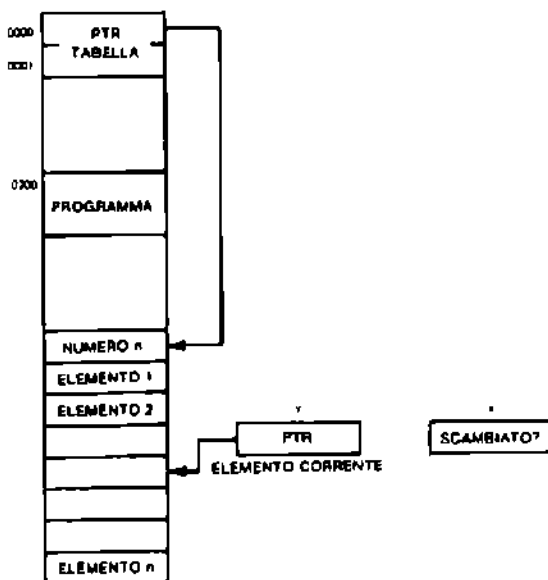 0000
PTR
TABELLA
0001
0200
PROGRAMMA
NUMERO n
ELEMENTO 1
ELEMENTO 2
Y
X
PTR
SCAMBIATO?
ELEMENTO CORRENTE
ELEMENTO n